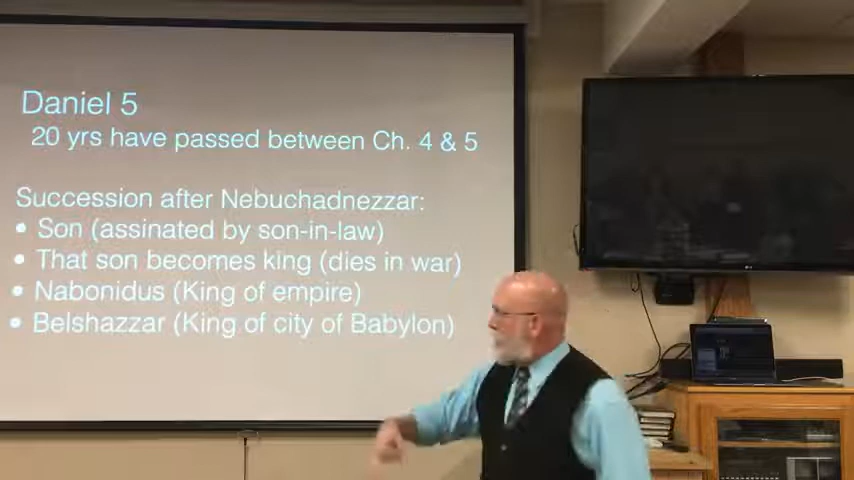 Daniel 5
20 yrs have passed between Ch. 4 & 5
Succession after Nebuchadnezzar:
• Son (assinated by son-in-law)
• That son becomes king (dies in war)
• Nabonidus (King of empire)
• Belshazzar (King of city of Babylon)
LG